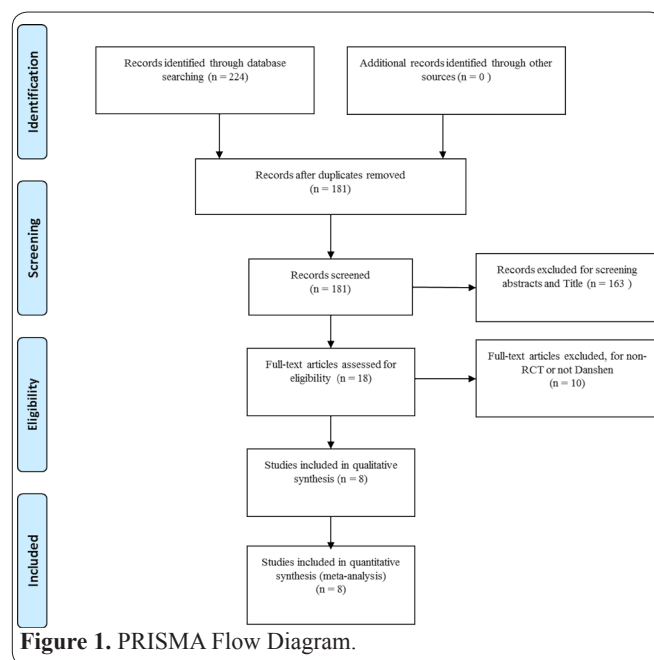 Identification
Records identified through database
searching (n = 224)
Additional records identified through other
sources (n = 0 )
Records after duplicates removed
(n = 181)
Screening
Records screened
(n = 181)
Records excluded for screening
abstracts and Title (n = 163 )
Eligibility
Full-text articles assessed for
eligibility (n = 18)
Full-text articles excluded, for non-
RCT or not Danshen
(n = 10)
Studies included in qualitative
synthesis (n = 8)
Included
Studies included in quantitative
synthesis (meta-analysis)
(n = 8)
Figure 1. PRISMA Flow Diagram.